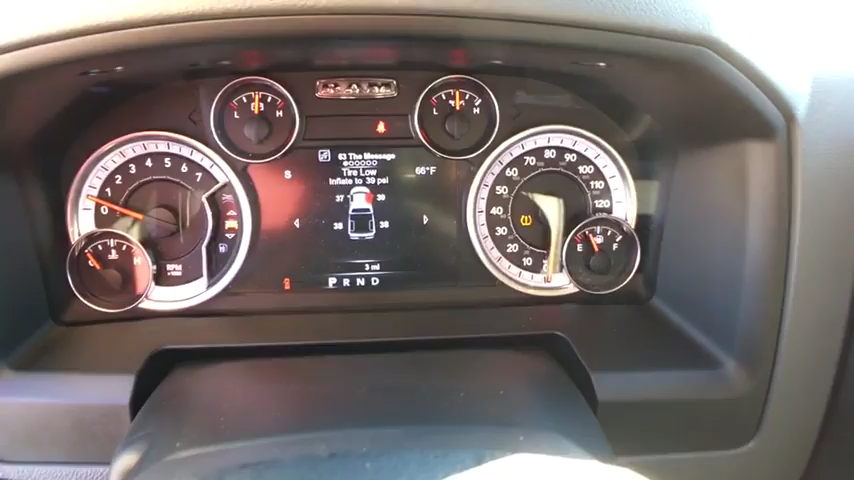 RAM
L H
L H
63 The Message
Tire Low
Inflate to 39 psi
S
66°F
37 39
38 38
3 mi
P R N D
0 1 2 3 4 5 6 7
RPM
C H
10 20 30 40 50 60 70 80 90 100 110 120
E F